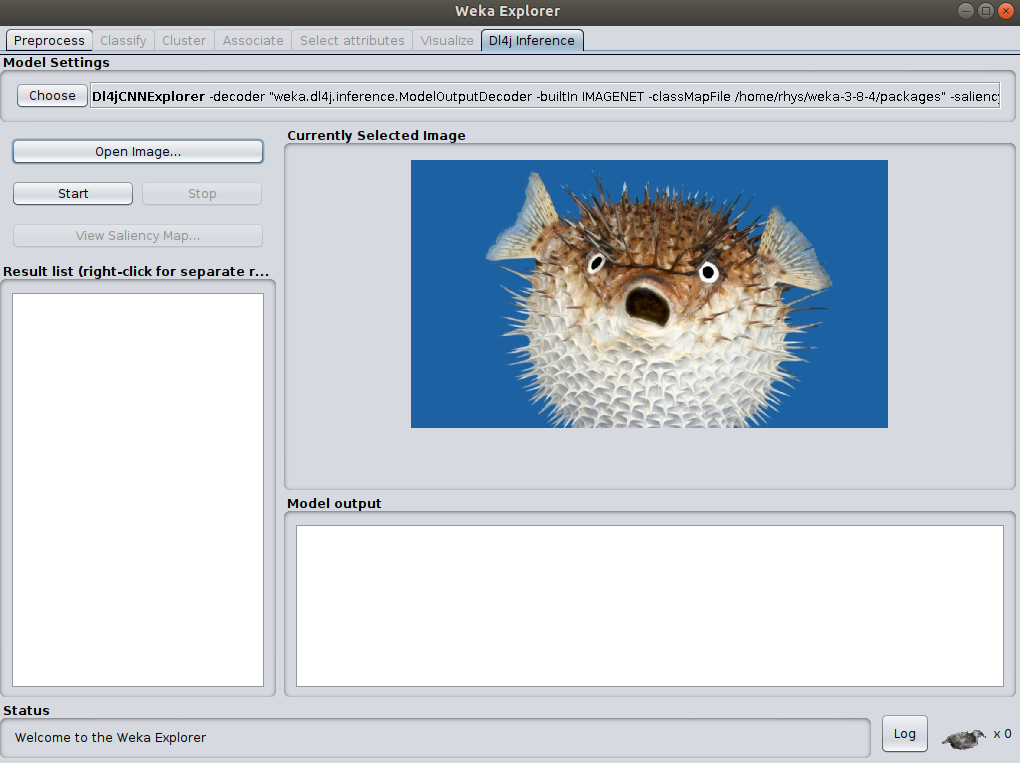 Weka Explorer
Preprocess Classify Cluster Associate Select attributes Visualize Dl4j Inference
Model Settings
Choose Dl4jCNNExplorer -decoder "weka.dl4j.inference.ModelOutputDecoder -builtIn IMAGENET -classMapFile /home/rhys/weka-3-8-4/packages" -saliency
Currently Selected Image
Open Image...
Start Stop
View Saliency Map...
Result list (right-click for separate r...
Model output
Status
Welcome to the Weka Explorer
Log
x 0